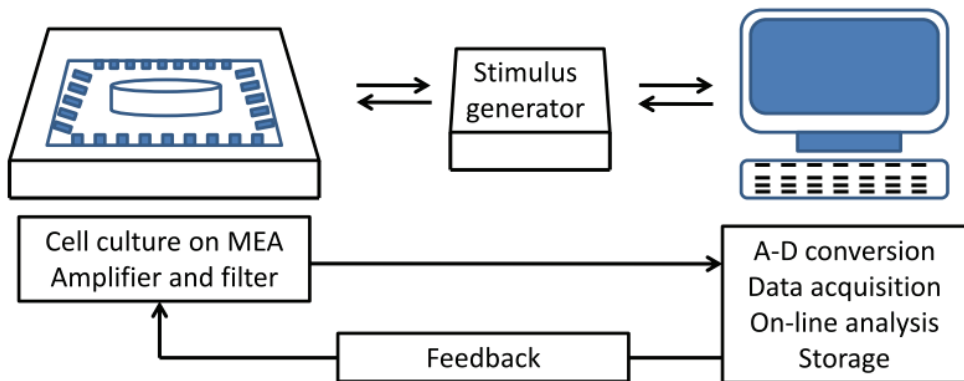 Stimulus
generator
Cell culture on MEA
Amplifier and filter
A-D conversion
Data acquisition
On-line analysis
Storage
Feedback